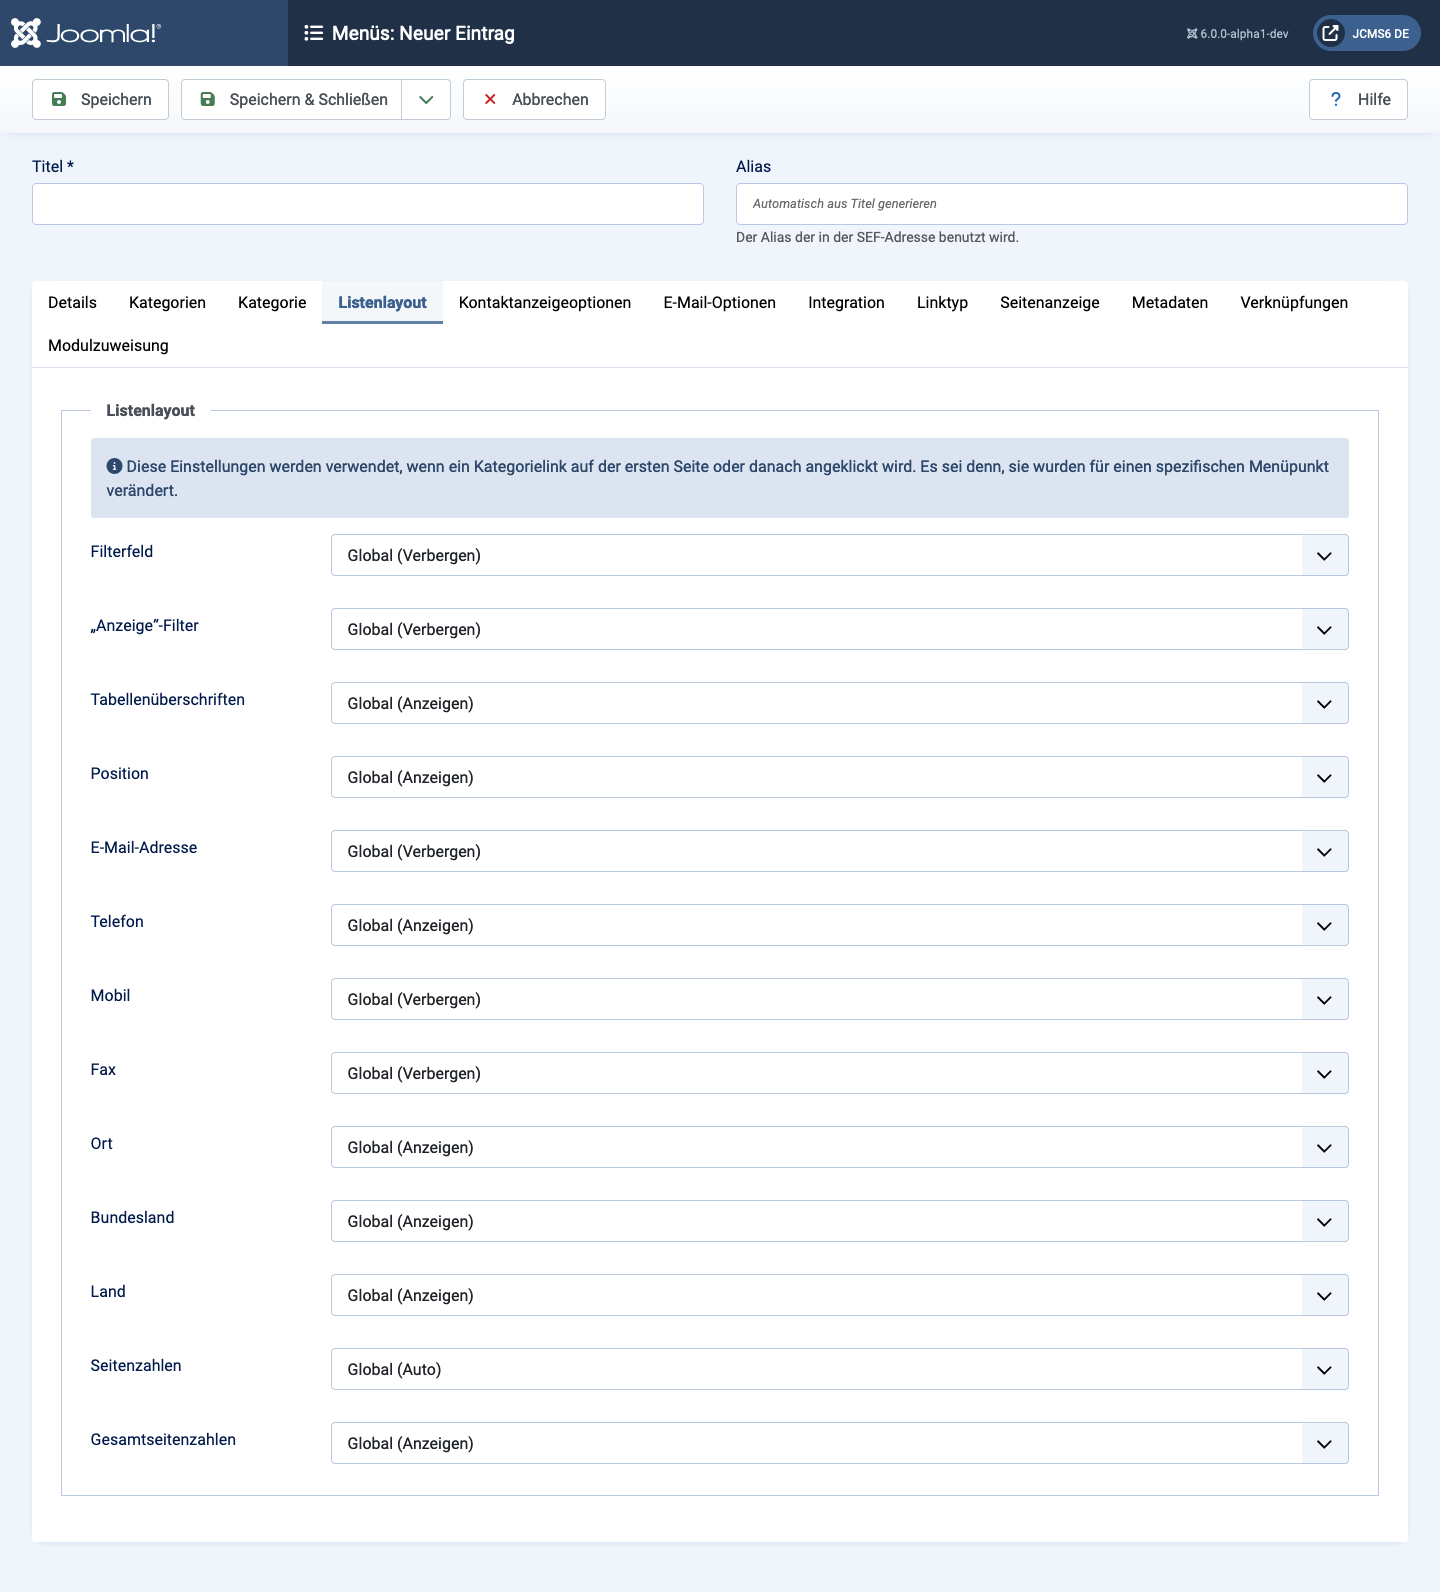 Joomla!®
Menüs: Neuer Eintrag
6.0.0-alpha1-dev
JCMS6 DE
Speichern
Speichern & Schließen
Abbrechen
? Hilfe
Titel *
Alias
Automatisch aus Titel generieren
Der Alias der in der SEF-Adresse benutzt wird.
Details Kategorien Kategorie Listenlayout Kontaktanzeigeoptionen E-Mail-Optionen Integration Linktyp Seitenanzeige Metadaten Verknüpfungen
Modulzuweisung
Listenlayout
Diese Einstellungen werden verwendet, wenn ein Kategorielink auf der ersten Seite oder danach angeklickt wird. Es sei denn, sie wurden für einen spezifischen Menüpunkt
verändert.
Filterfeld Global (Verbergen)
„Anzeige“-Filter Global (Verbergen)
Tabellenüberschriften Global (Anzeigen)
Position Global (Anzeigen)
E-Mail-Adresse Global (Verbergen)
Telefon Global (Anzeigen)
Mobil Global (Verbergen)
Fax Global (Verbergen)
Ort Global (Anzeigen)
Bundesland Global (Anzeigen)
Land Global (Anzeigen)
Seitenzahlen Global (Auto)
Gesamtseitenzahlen Global (Anzeigen)